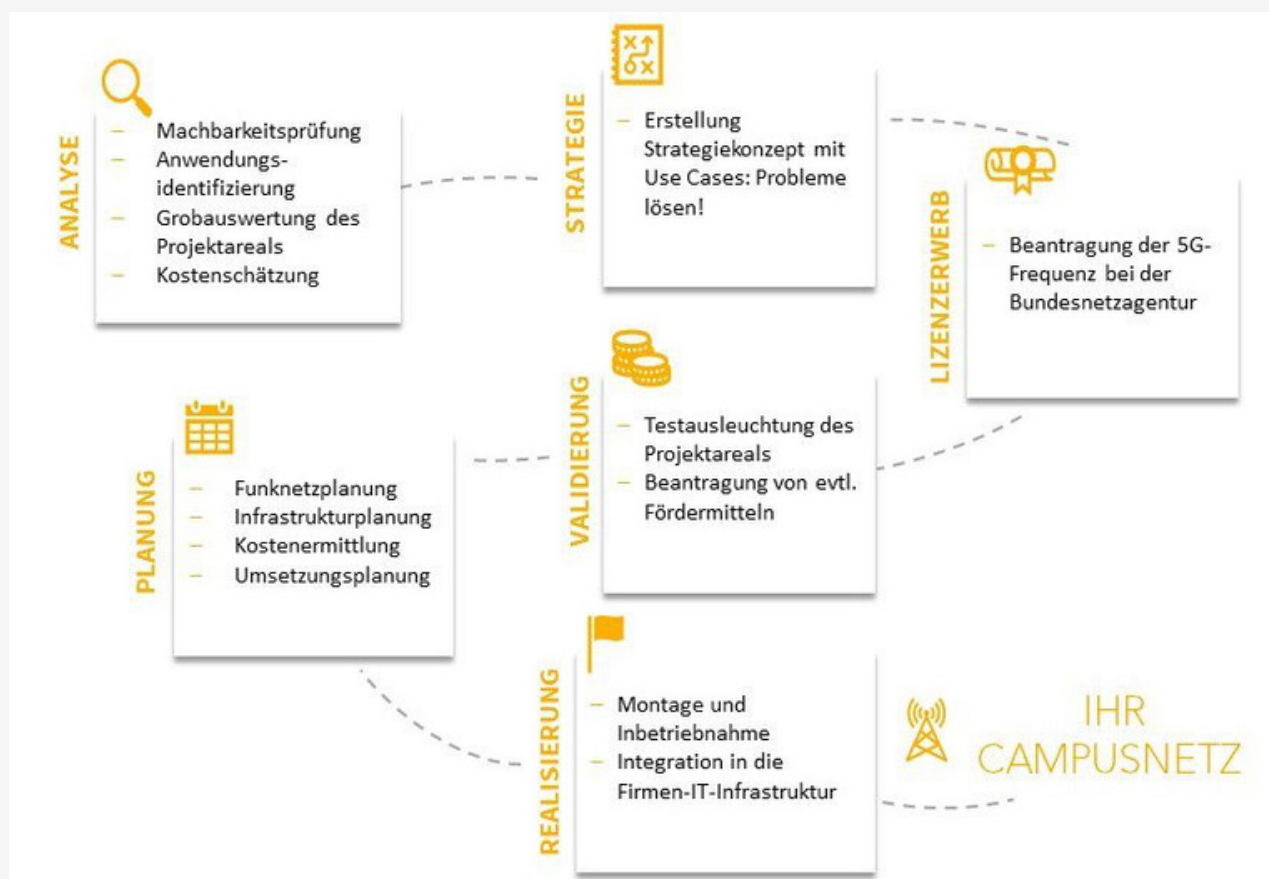 ANALYSE
– Machbarkeitsprüfung
– Anwendungs-
identifizierung
– Grobauswertung des
Projektareals
– Kostenschätzung
STRATEGIE
– Erstellung
Strategiekonzept mit
Use Cases: Probleme
lösen!
LIZENZERWERB
– Beantragung der 5G-
Frequenz bei der
Bundesnetzagentur
VALIDIERUNG
– Testausleuchtung des
Projektareals
– Beantragung von evtl.
Fördermitteln
PLANUNG
– Funknetzplanung
– Infrastrukturplanung
– Kostenermittlung
– Umsetzungsplanung
REALISIERUNG
– Montage und
Inbetriebnahme
– Integration in die
Firmen-IT-Infrastruktur
IHR
CAMPUSNETZ